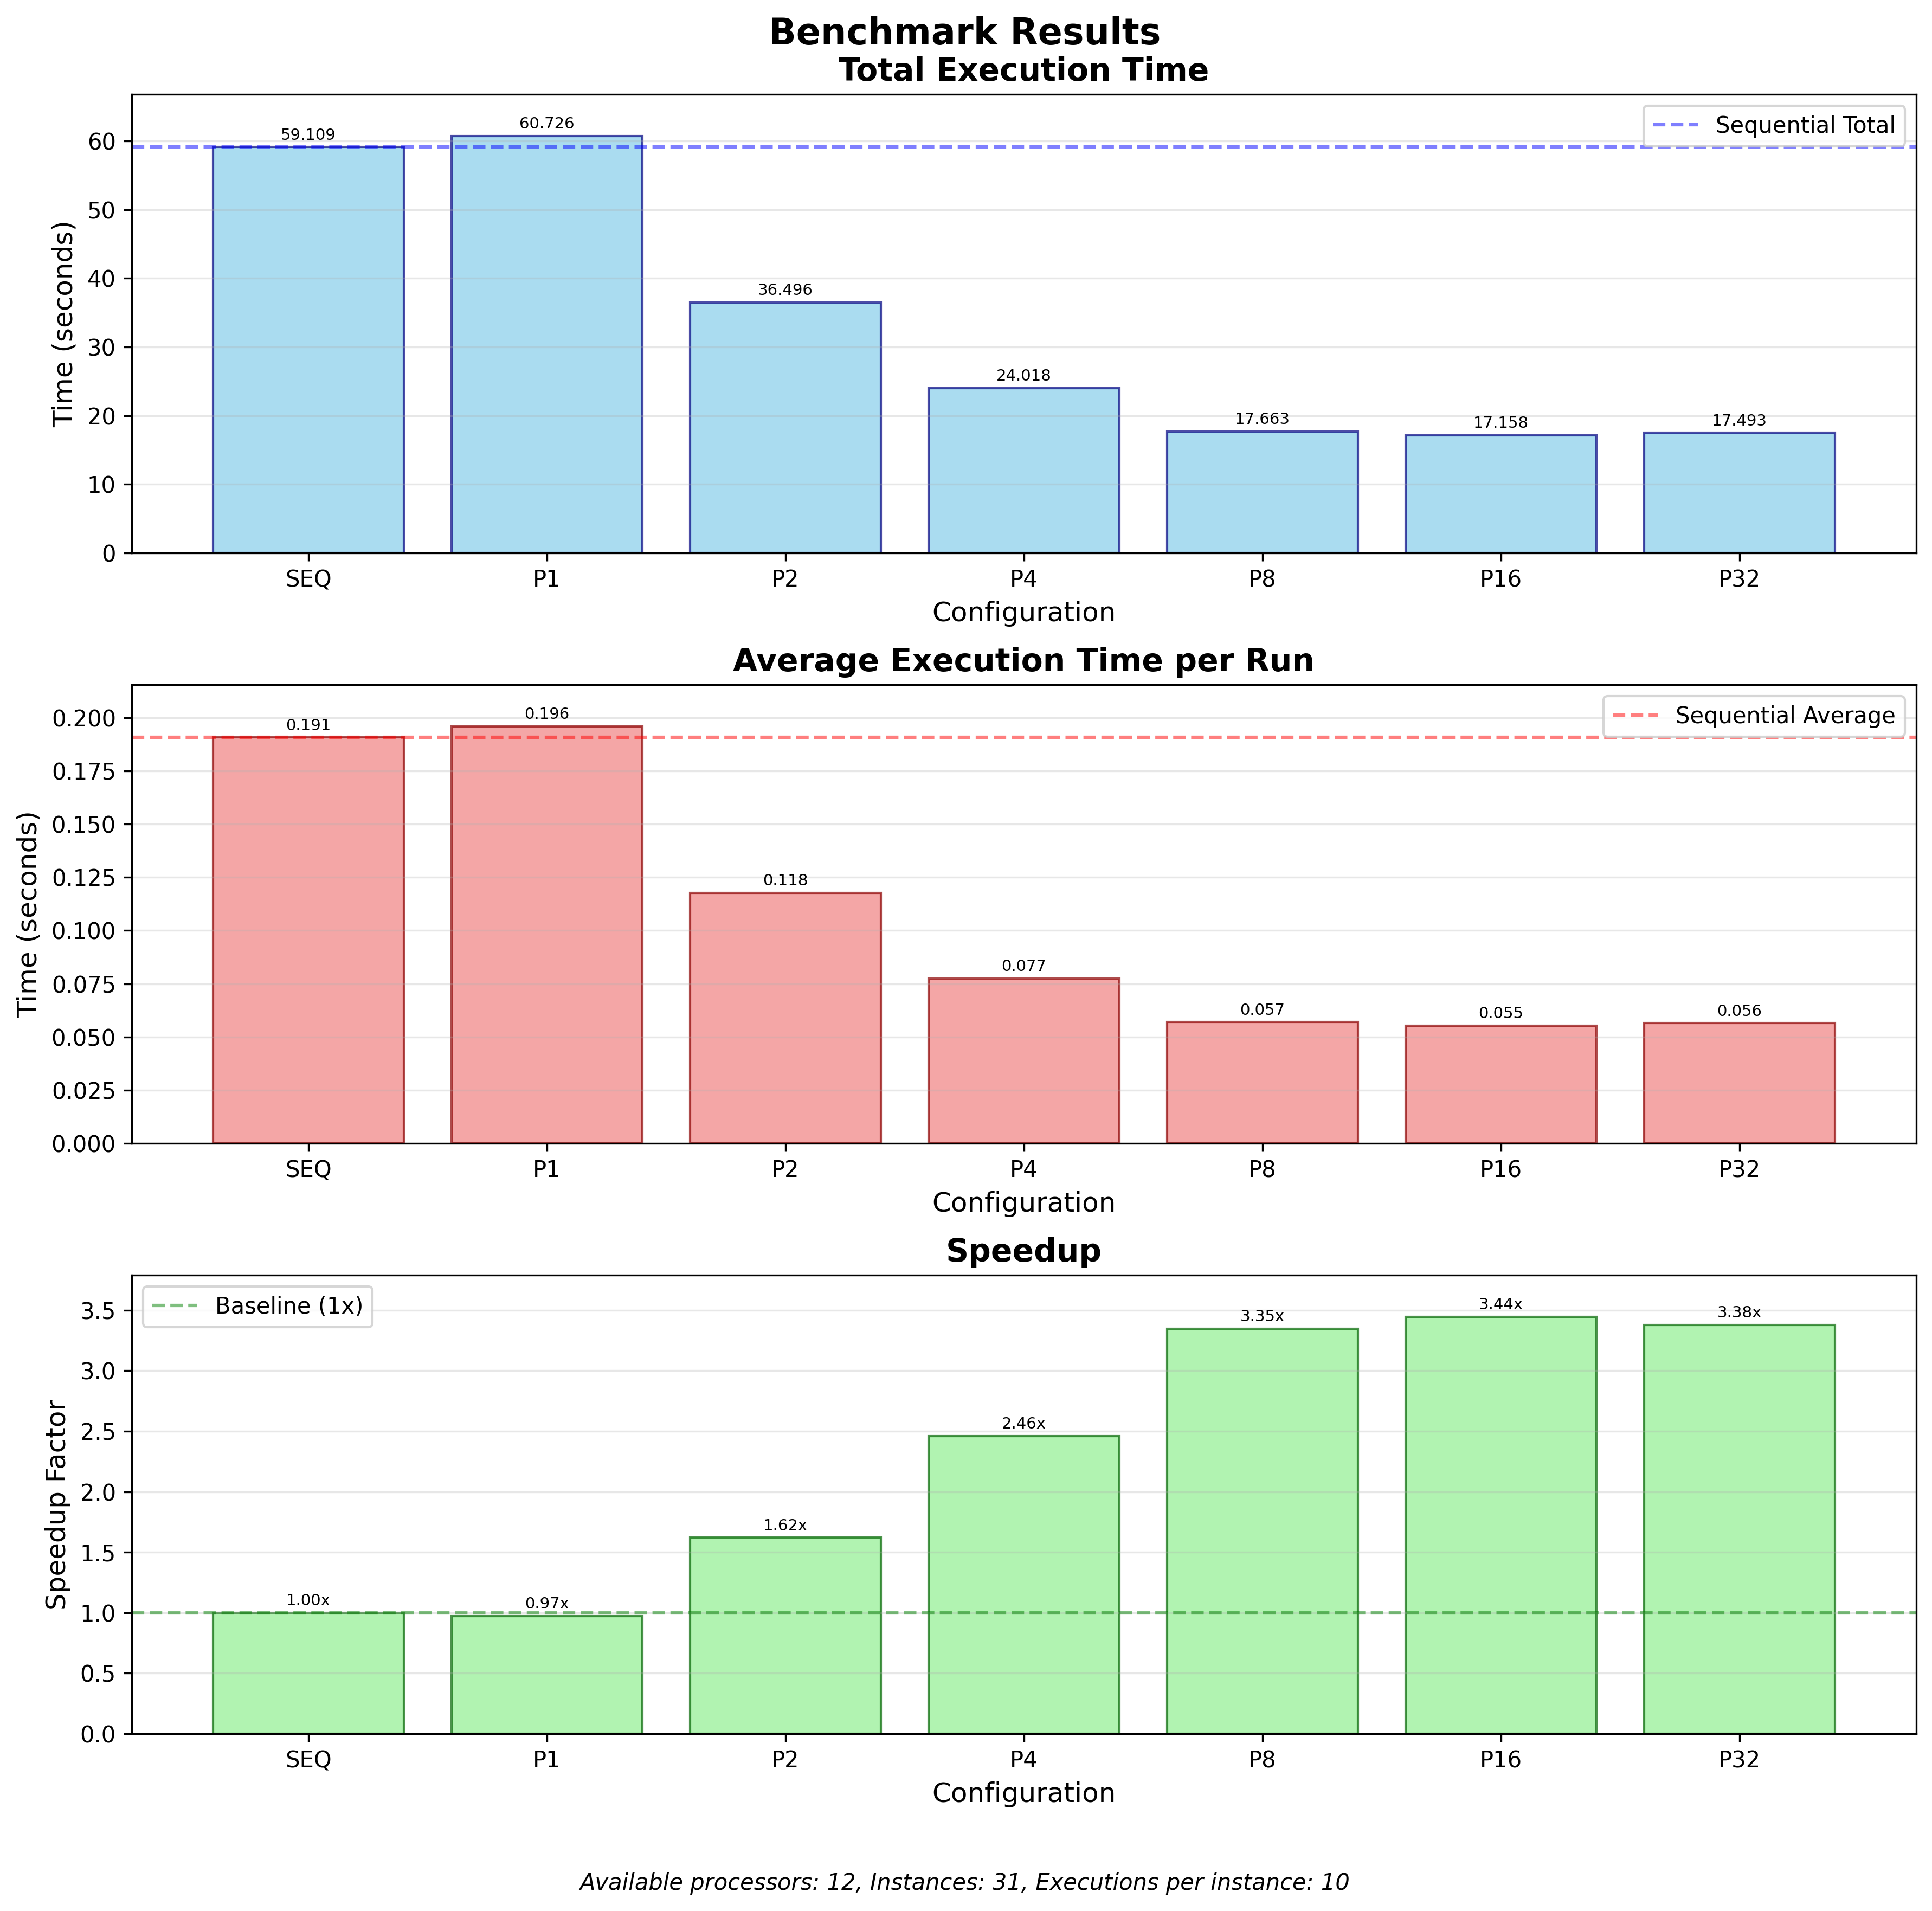 Benchmark Results
Total Execution Time
Time (seconds)
60
50
40
30
20
10
0
59.109
60.726
36.496
24.018
17.663
17.158
17.493
Sequential Total
SEQ P1 P2 P4 P8 P16 P32
Configuration
Average Execution Time per Run
Time (seconds)
0.200
0.175
0.150
0.125
0.100
0.075
0.050
0.025
0.000
0.191
0.196
0.118
0.077
0.057
0.055
0.056
Sequential Average
SEQ P1 P2 P4 P8 P16 P32
Configuration
Speedup
Speedup Factor
3.5
3.0
2.5
2.0
1.5
1.0
0.5
0.0
Baseline (1x)
1.00x
0.97x
1.62x
2.46x
3.35x
3.44x
3.38x
SEQ P1 P2 P4 P8 P16 P32
Configuration
Available processors: 12, Instances: 31, Executions per instance: 10